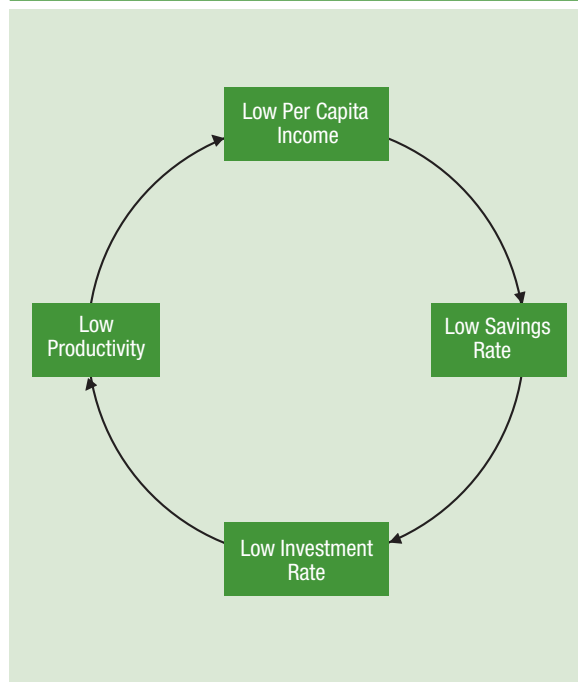 Low Per Capita
Income
Low Savings
Rate
Low Investment
Rate
Low
Productivity